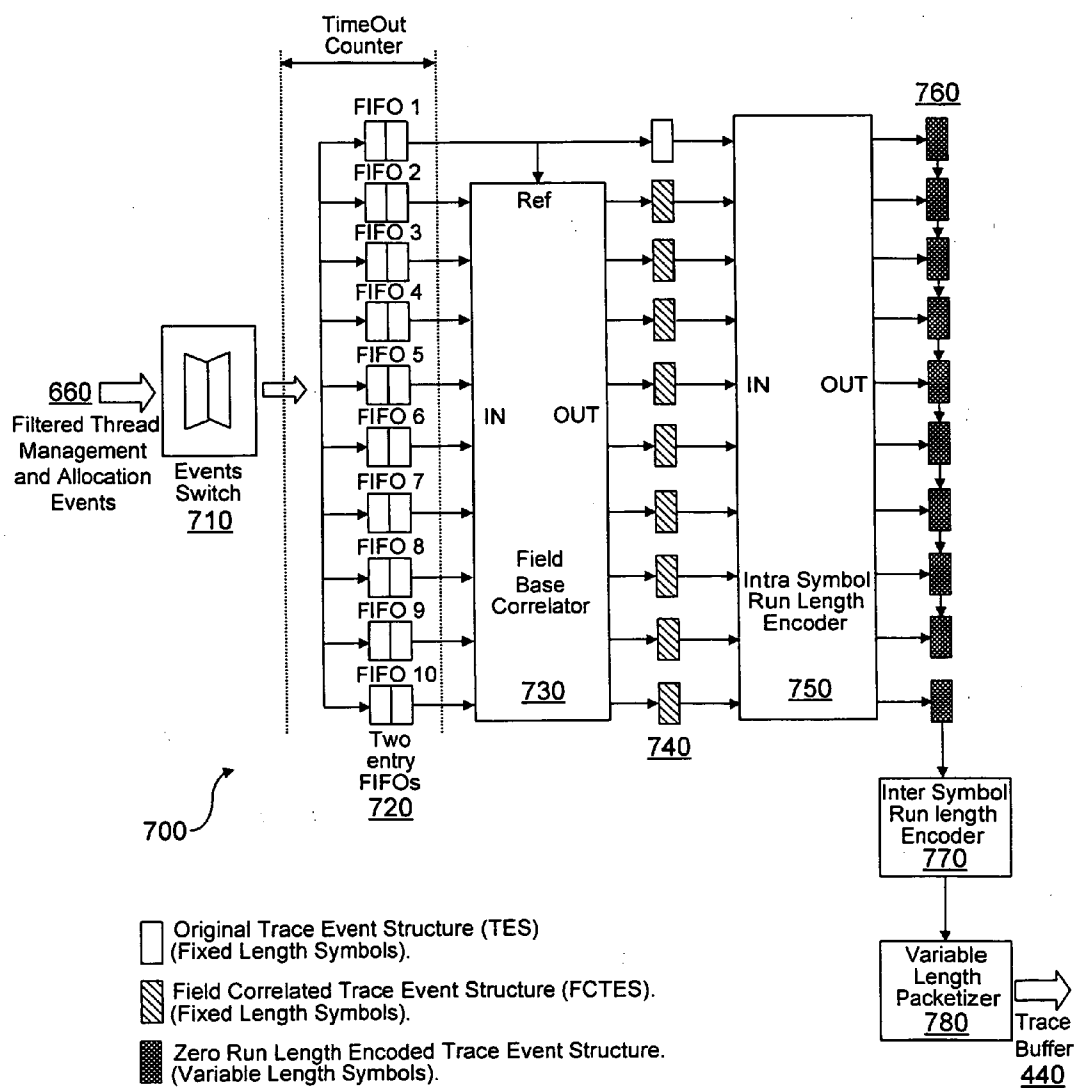 TimeOut
Counter
760
FIFO 1
FIFO 2
Ref
FIFO 3
FIFO 4
FIFO 5
660
IN
OUT
IN
OUT
FIFO 6
Filtered Thread
Management
and Allocation
Events
Events
Switch
710
FIFO 7
FIFO 8
Field
Base
Correlator
Intra Symbol
Run Length
Encoder
FIFO 9
FIFO 10
730
750
740
Two
entry
FIFOs
720
700
Inter Symbol
Run length
Encoder
770
Original Trace Event Structure (TES)
(Fixed Length Symbols).
Field Correlated Trace Event Structure (FCTES).
(Fixed Length Symbols).
Zero Run Length Encoded Trace Event Structure.
(Variable Length Symbols).
Variable
Length
Packetizer
780
Trace
Buffer
440